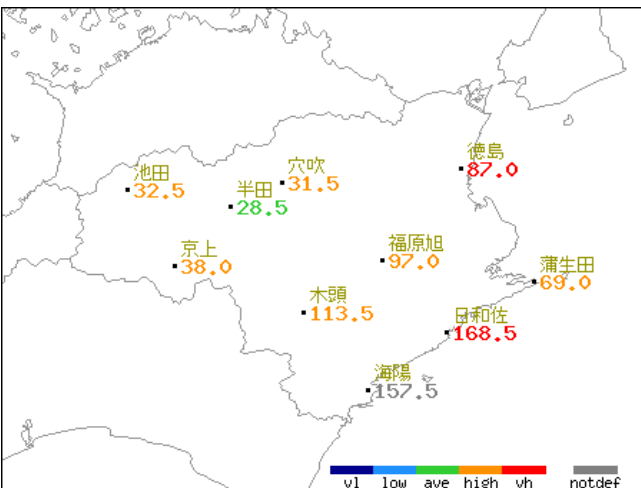 徳島
87.0
穴吹
31.5
池田
32.5
半田
28.5
福原旭
97.0
京上
38.0
蒲生田
69.0
木頭
113.5
日和佐
168.5
海陽
157.5
vl low ave high vh notdef